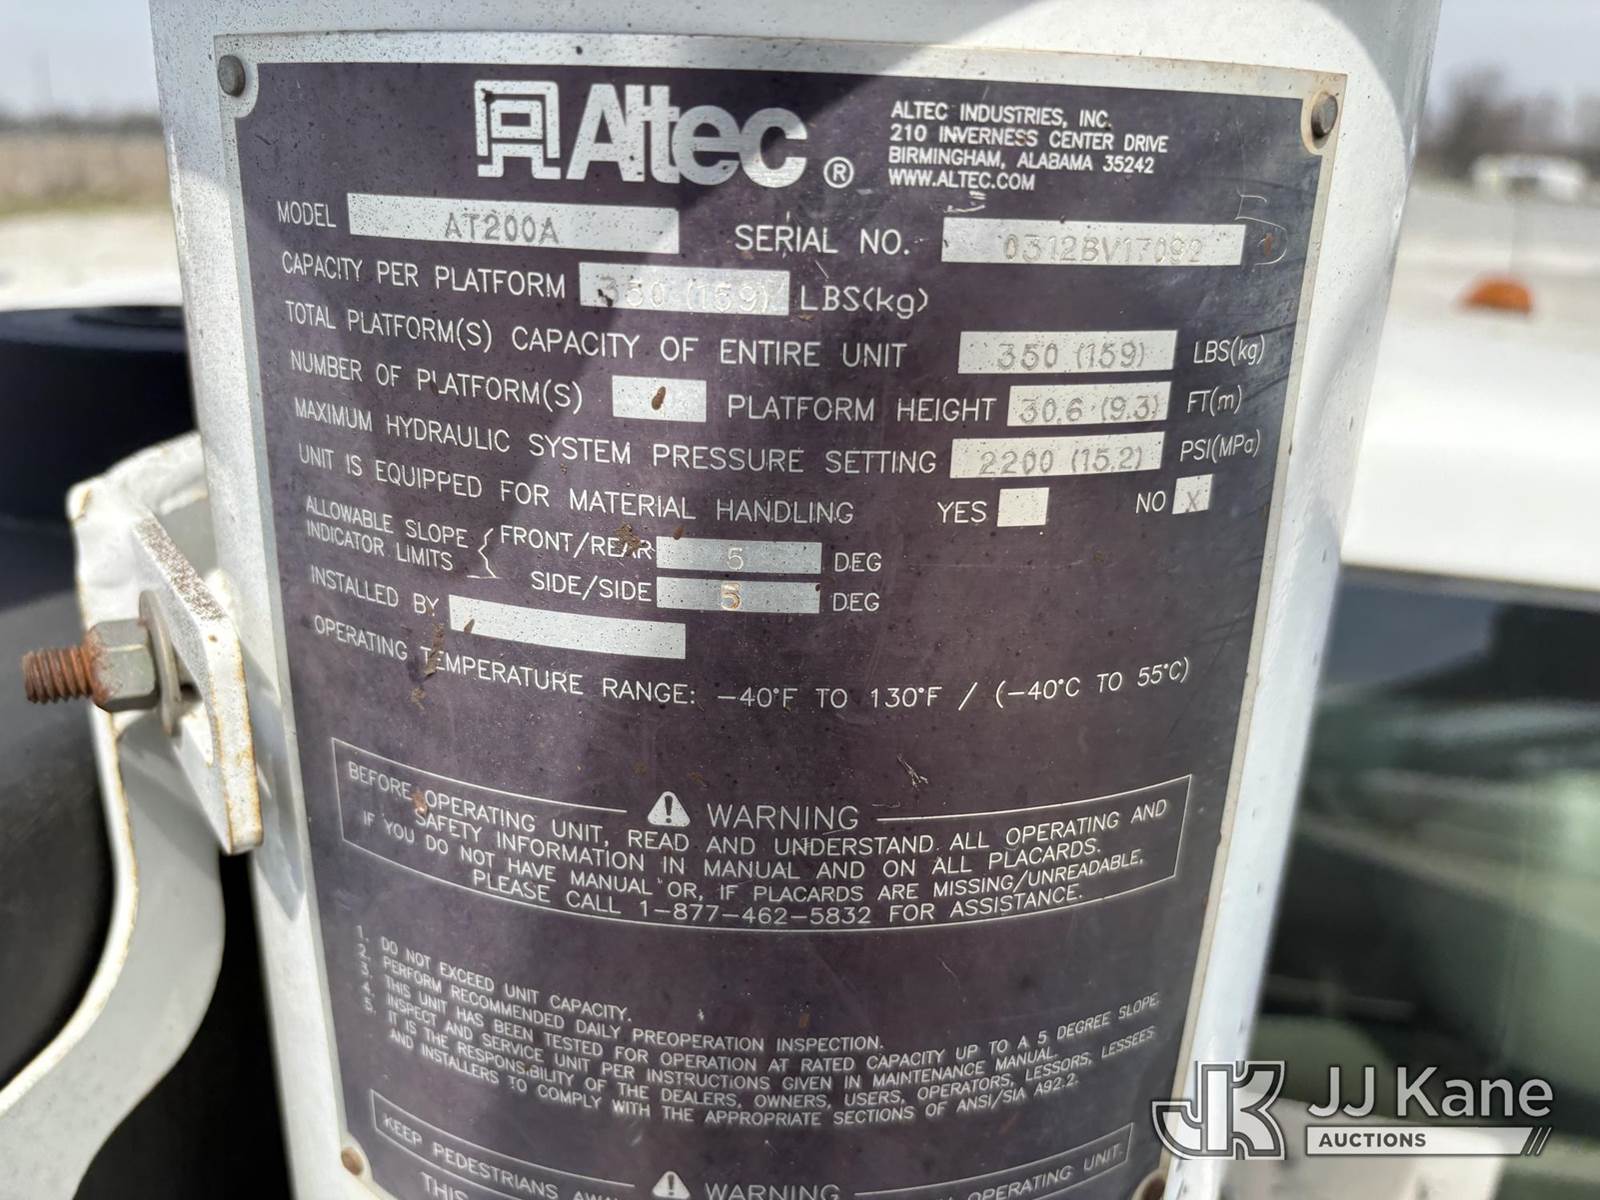 Altec®
ALTEC INDUSTRIES, INC.
210 INVERNESS CENTER DRIVE
BIRMINGHAM, ALABAMA 35242
WWW.ALTEC.COM
MODEL AT200A SERIAL NO. 0312BV17092
CAPACITY PER PLATFORM 350 (159) LBS(kg)
TOTAL PLATFORM(S) CAPACITY OF ENTIRE UNIT 350 (159) LBS(kg)
NUMBER OF PLATFORM(S) PLATFORM HEIGHT 30.6 (9.3) FT(m)
MAXIMUM HYDRAULIC SYSTEM PRESSURE SETTING 2200 (15.2) PSI(MPa)
UNIT IS EQUIPPED FOR MATERIAL HANDLING YES NO X
ALLOWABLE SLOPE INDICATOR LIMITS { FRONT/REAR 5 DEG
SIDE/SIDE 5 DEG
INSTALLED BY
OPERATING TEMPERATURE RANGE: -40°F TO 130°F / (-40°C TO 55°C)
WARNING
BEFORE OPERATING UNIT, READ AND UNDERSTAND ALL OPERATING AND
SAFETY INFORMATION IN MANUAL AND ON ALL PLACARDS.
IF YOU DO NOT HAVE MANUAL OR, IF PLACARDS ARE MISSING/UNREADABLE,
PLEASE CALL 1-877-462-5832 FOR ASSISTANCE.
1. DO NOT EXCEED UNIT CAPACITY.
2. PERFORM RECOMMENDED DAILY PREOPERATION INSPECTION.
3. THIS UNIT HAS BEEN TESTED FOR OPERATION AT RATED CAPACITY UP TO A 5 DEGREE SLOPE.
4. INSPECT AND SERVICE UNIT PER INSTRUCTIONS GIVEN IN MAINTENANCE MANUAL.
5. IT IS THE RESPONSIBILITY OF THE DEALERS, OWNERS, USERS, OPERATORS, LESSORS, LESSEES
AND INSTALLERS TO COMPLY WITH THE APPROPRIATE SECTIONS OF ANSI/SIA A92.2.
WARNING
KEEP PEDESTRIANS OPERATING UNIT.
THIS
JJ Kane
AUCTIONS